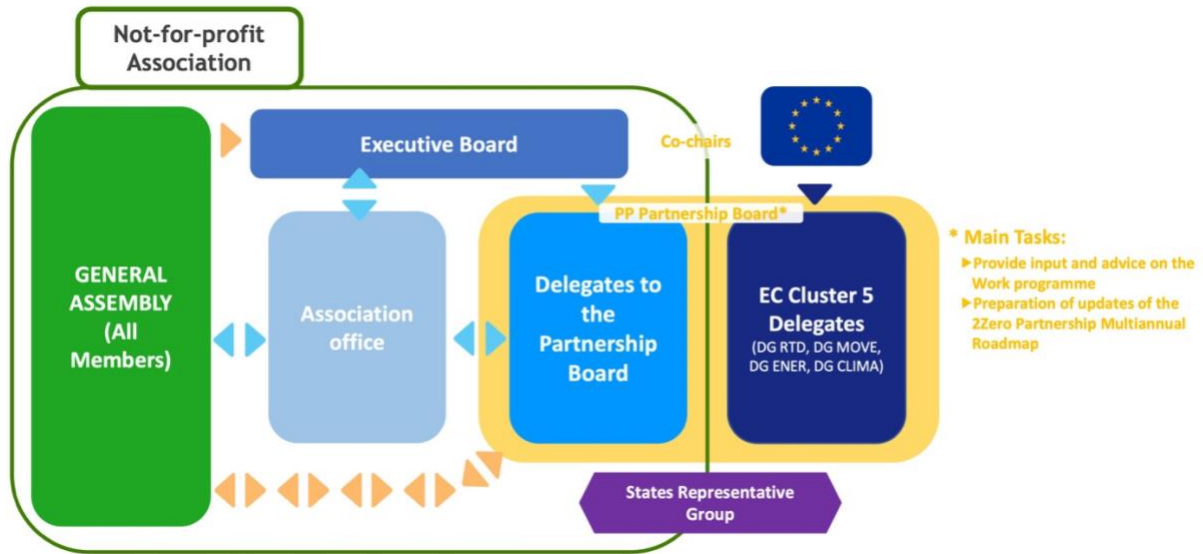 Not-for-profit
Association
Executive Board
Co-chairs
GENERAL
ASSEMBLY
(All
Members)
Association
office
PP Partnership Board*
Delegates to
the
Partnership
Board
EC Cluster 5
Delegates
(DG RTD, DG MOVE,
DG ENER, DG CLIMA)
* Main Tasks:
▶Provide input and advice on the
Work programme
▶Preparation of updates of the
2Zero Partnership Multiannual
Roadmap
States Representative
Group